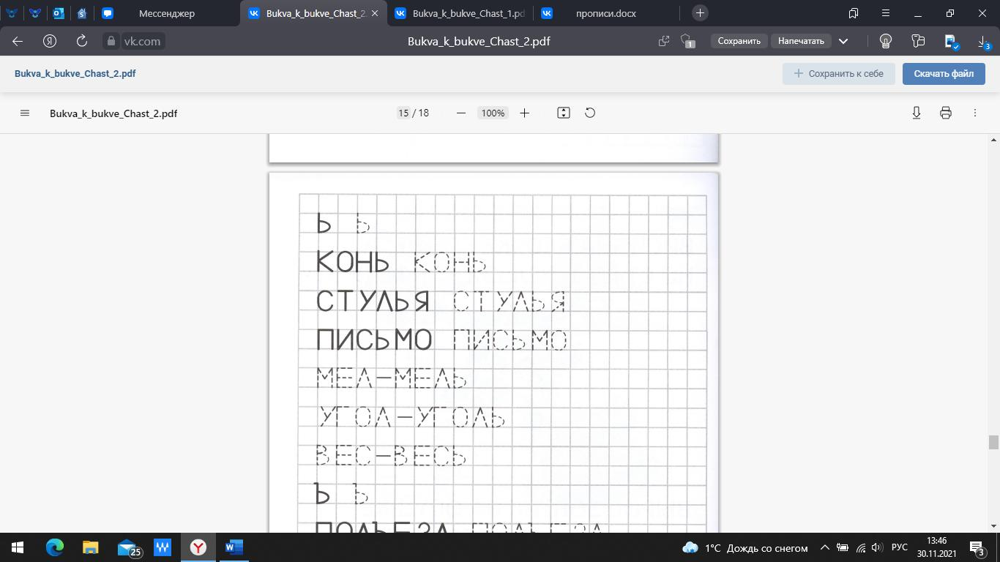 Мессенджер
Bukva_k_bukve_Chast_2.
Bukva_k_bukve_Chast_1.pd
прописи.docx
vk.com
Bukva_k_bukve_Chast_2.pdf
1
Сохранить
Напечатать
3
Bukva_k_bukve_Chast_2.pdf
+ Сохранить к себе
Скачать файл
Bukva_k_bukve_Chast_2.pdf
15 / 18
100%
Ь Ь
КОНЬ КОНЬ
СТУЛЬЯ СТУЛЬЯ
ПИСЬМО ПИСЬМО
МЕЛ–МЕЛЬ
УГОЛ–УГОЛЬ
ВЕС–ВЕСЬ
Ъ Ъ
ПОДЪЕЗД ПОДЪЕЗД
25
1°C Дождь со снегом
РУС
13:46
30.11.2021
3